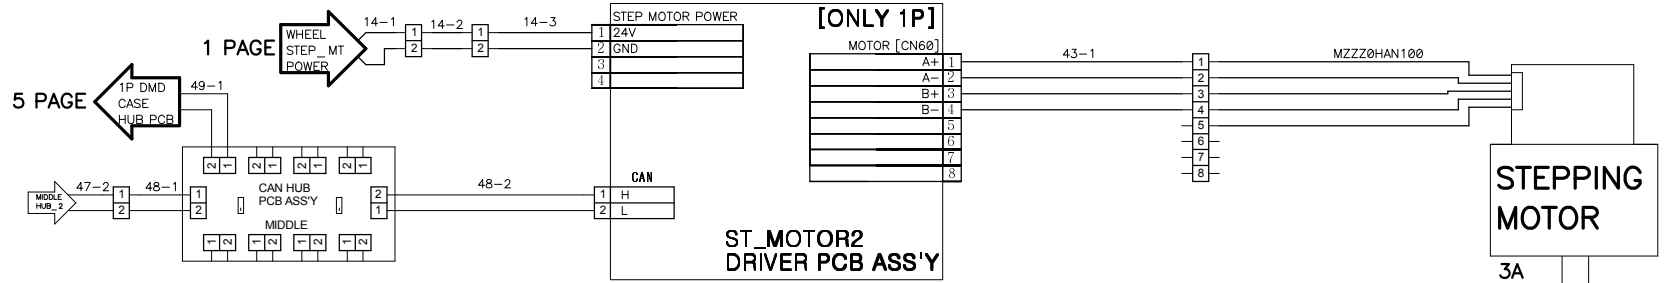 14-1
14-2
14-3
STEP MOTOR POWER
[ONLY 1P]
1 PAGE
WHEEL
STEP_MT
POWER
1
2
1
2
1 24V
2 GND
3
4
MOTOR [CN60]
A+ 1
A- 2
B+ 3
B- 4
5
6
7
8
43-1
1
2
3
4
5
6
7
8
MZZZ0HAN100
5 PAGE
1P DMD
CASE
HUB PCB
49-1
2 1
2 1
2 1
2 1
MIDDLE
HUB_2
47-2
1
2
48-1
1
2
CAN HUB
PCB ASS'Y
MIDDLE
2
1
1 2
1 2
1 2
1 2
48-2
CAN
1 H
2 L
ST_MOTOR2
DRIVER PCB ASS'Y
STEPPING
MOTOR
3A